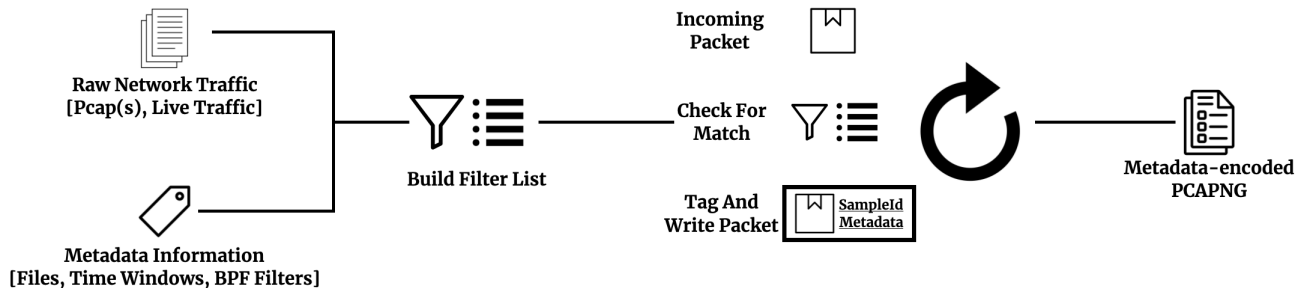 Raw Network Traffic
[Pcap(s), Live Traffic]
Metadata Information
[Files, Time Windows, BPF Filters]
Build Filter List
Incoming
Packet
Check For
Match
Tag And
Write Packet
SampleId
Metadata
Metadata-encoded
PCAPNG